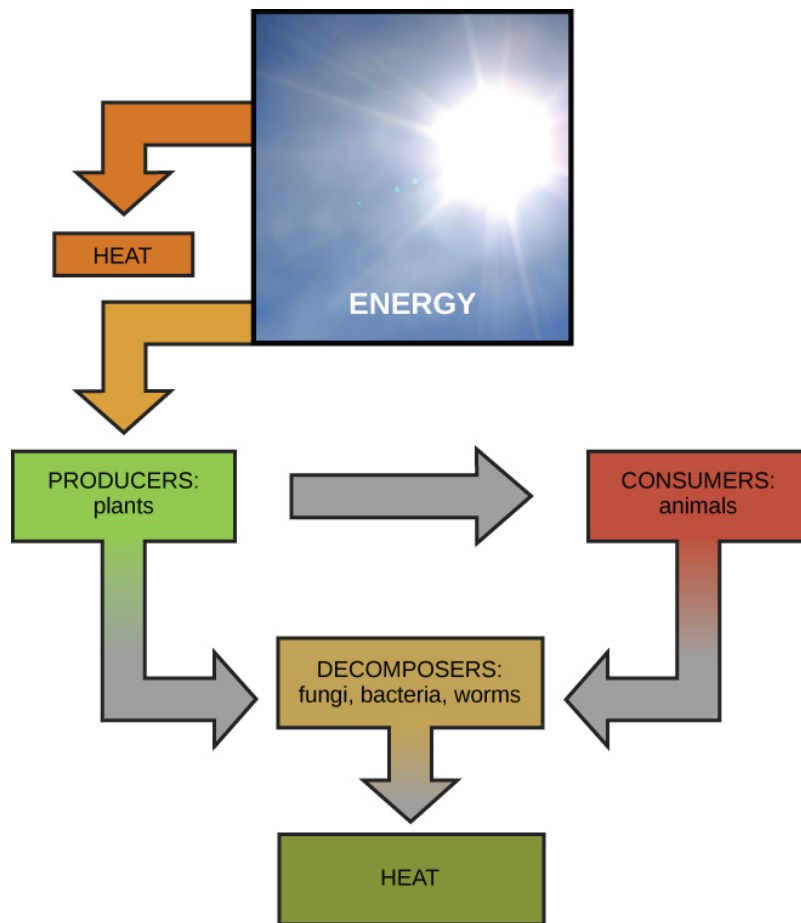 ENERGY
HEAT
PRODUCERS:
plants
CONSUMERS:
animals
DECOMPOSERS:
fungi, bacteria, worms
HEAT